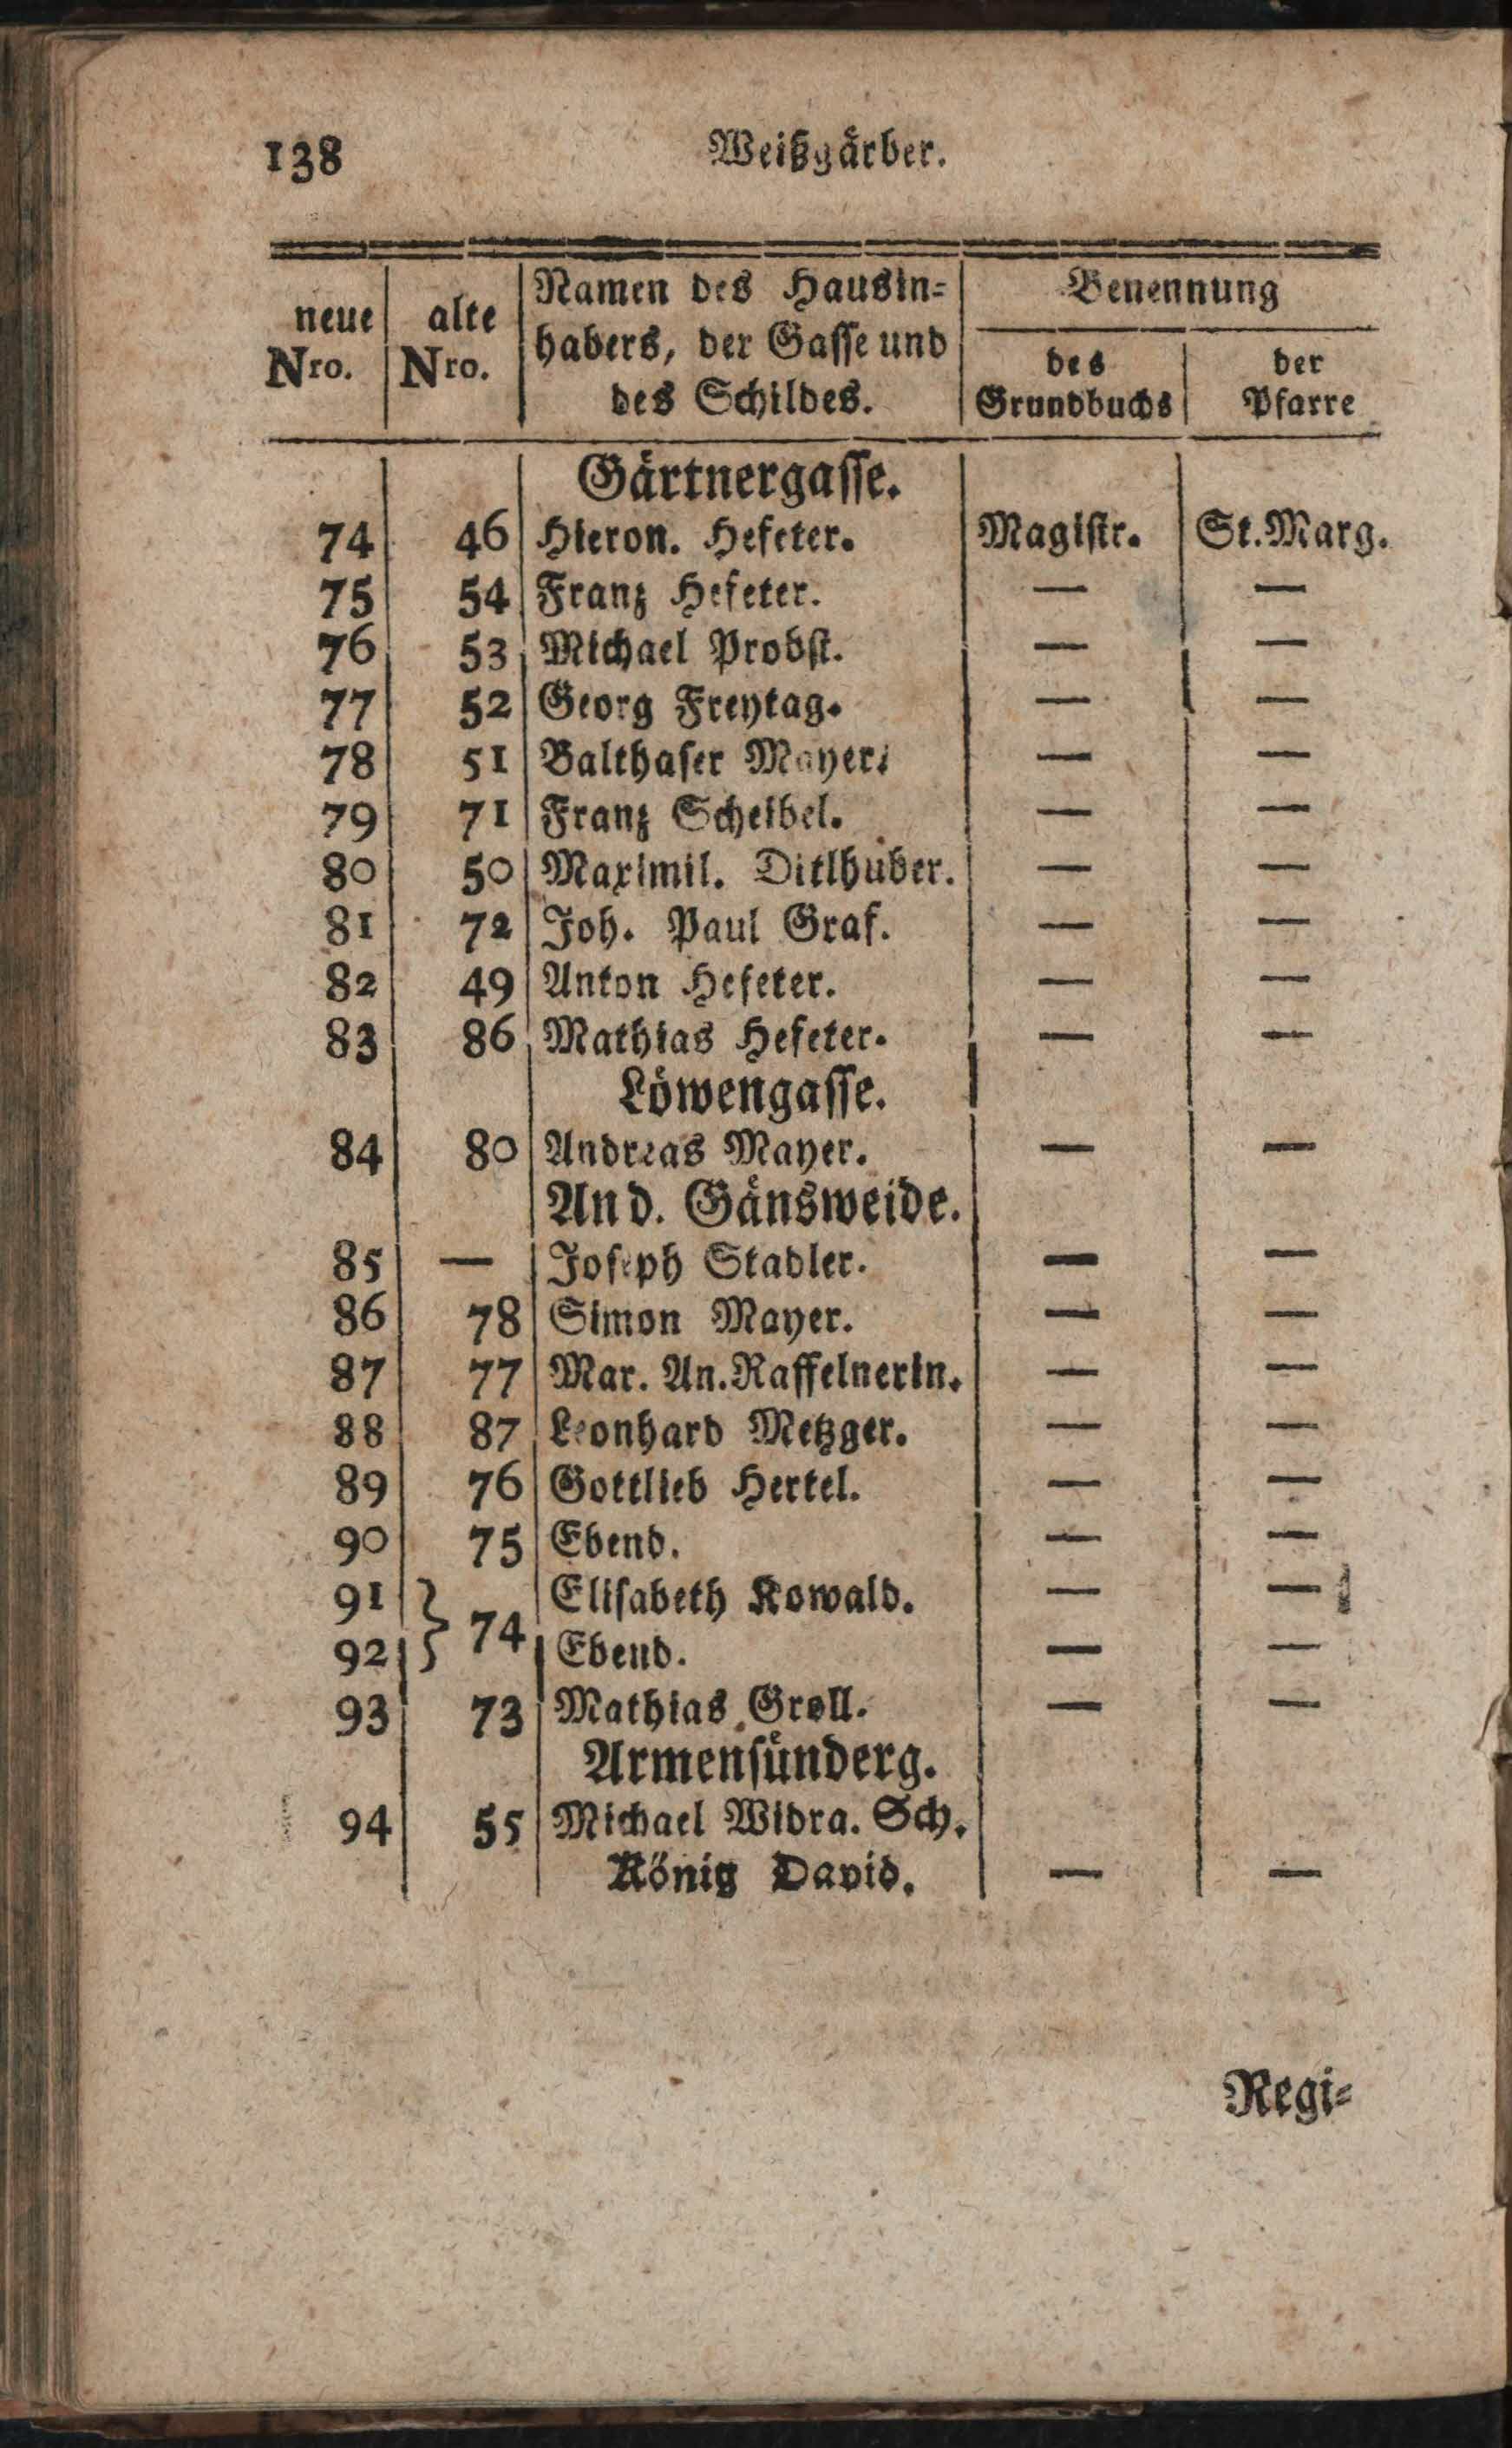 138 Weißgärber.
neue Nro. alte Nro. Namen des Hausin=
habers, der Gasse und
des Schildes. Benennung
des Grundbuchs der Pfarre
Gärtnergasse.
74 46 Hieron. Hefeter. Magistr. St. Marg.
75 54 Franz Hefeter. — —
76 53 Michael Probst. — —
77 52 Georg Freytag. — —
78 51 Balthaser Mayer. — —
79 71 Franz Scheibel. — —
80 50 Maximil. Ditlhuber. — —
81 72 Joh. Paul Graf. — —
82 49 Anton Hefeter. — —
83 86 Mathias Hefeter. — —
Löwengasse.
84 80 Andreas Mayer. — —
And. Gänsweide.
85 — Joseph Stadler. — —
86 78 Simon Mayer. — —
87 77 Mar. An. Raffelnerin. — —
88 87 Leonhard Metzger. — —
89 76 Gottlieb Hertel. — —
90 75 Ebend. — —
91 } 74 Elisabeth Kowald. — —
92 } Ebend. — —
93 73 Mathias Groll. — —
Armensünderg.
94 55 Michael Widra. Sch.
König David. — —
Regi=